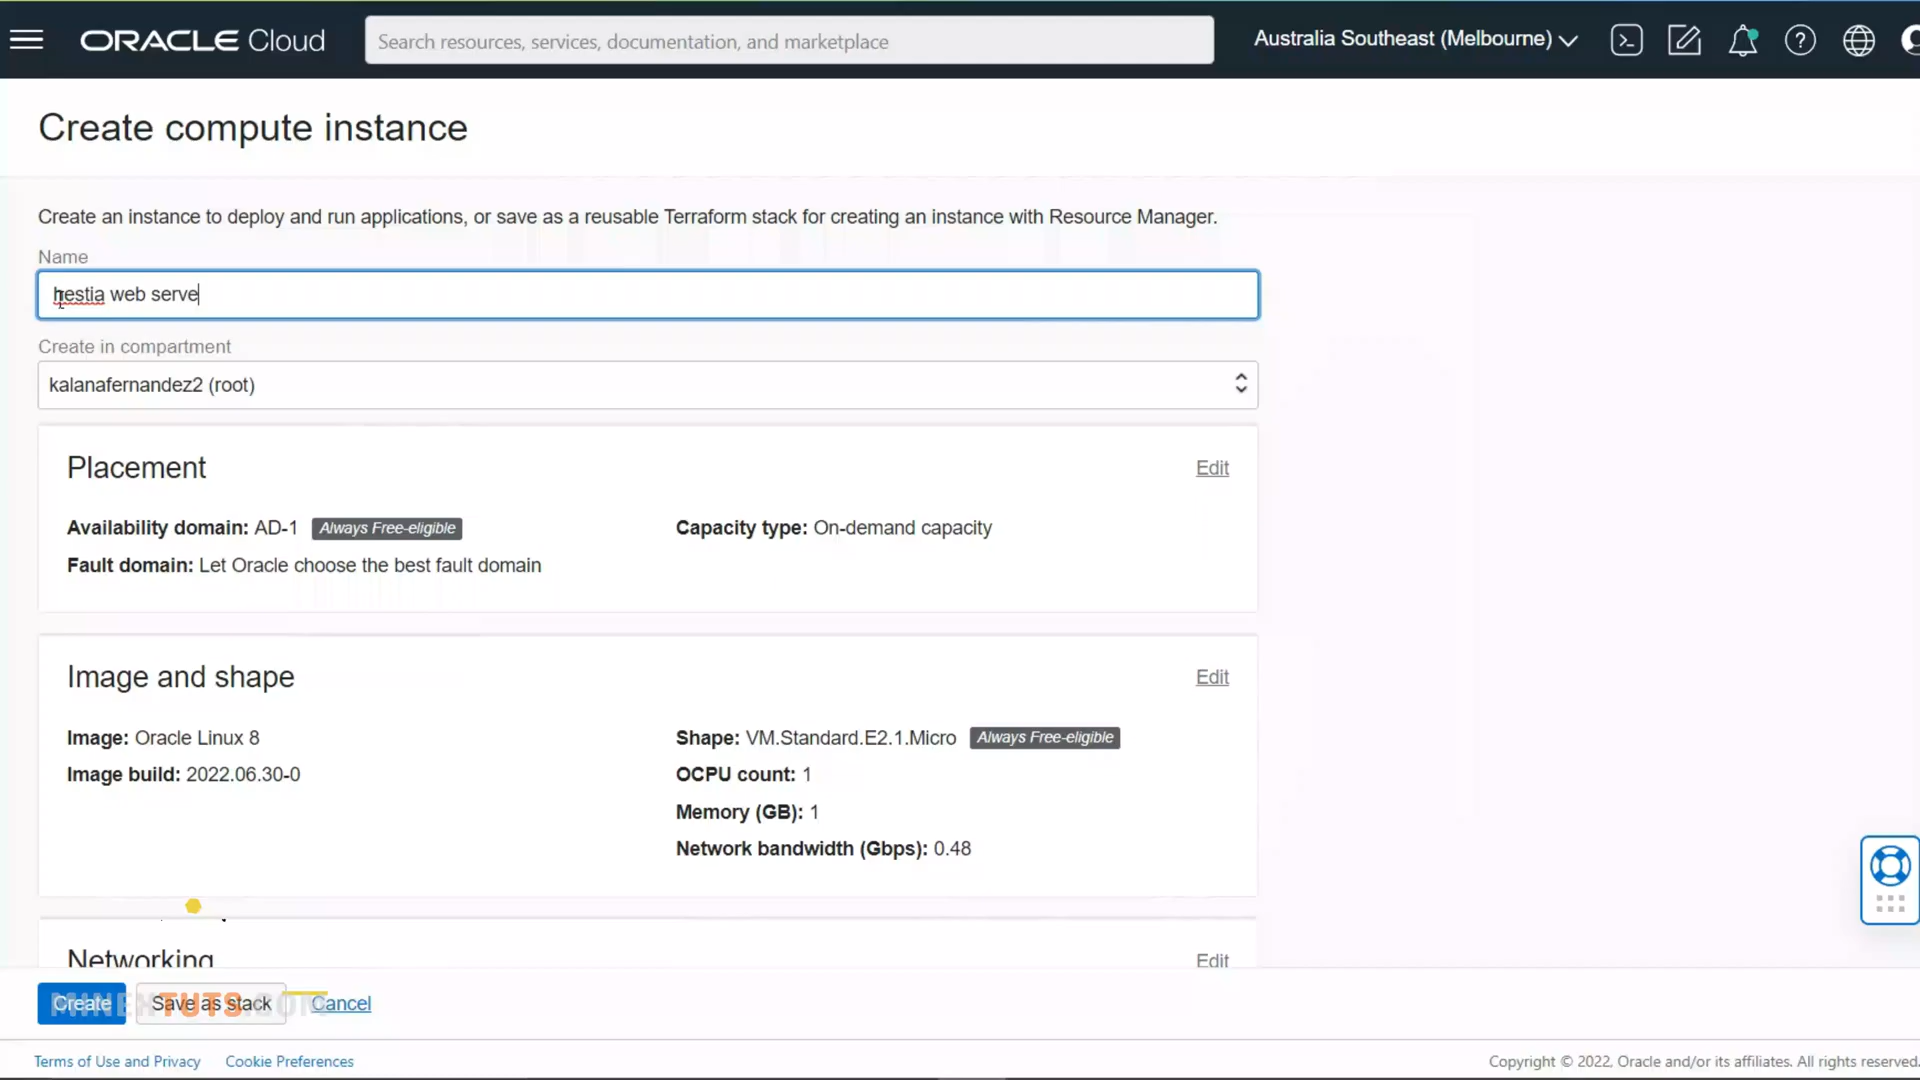 ORACLE Cloud
Search resources, services, documentation, and marketplace
Australia Southeast (Melbourne)
Create compute instance
Create an instance to deploy and run applications, or save as a reusable Terraform stack for creating an instance with Resource Manager.
Name
hestia web serve
Create in compartment
kalanafernandez2 (root)
Placement
Edit
Availability domain: AD-1 Always Free-eligible
Capacity type: On-demand capacity
Fault domain: Let Oracle choose the best fault domain
Image and shape
Edit
Image: Oracle Linux 8
Shape: VM.Standard.E2.1.Micro Always Free-eligible
Image build: 2022.06.30-0
OCPU count: 1
Memory (GB): 1
Network bandwidth (Gbps): 0.48
Networking
Edit
Create
Save as stack
Cancel
MINEHTUTS.COM
Terms of Use and Privacy
Cookie Preferences
Copyright © 2022, Oracle and/or its affiliates. All rights reserved.